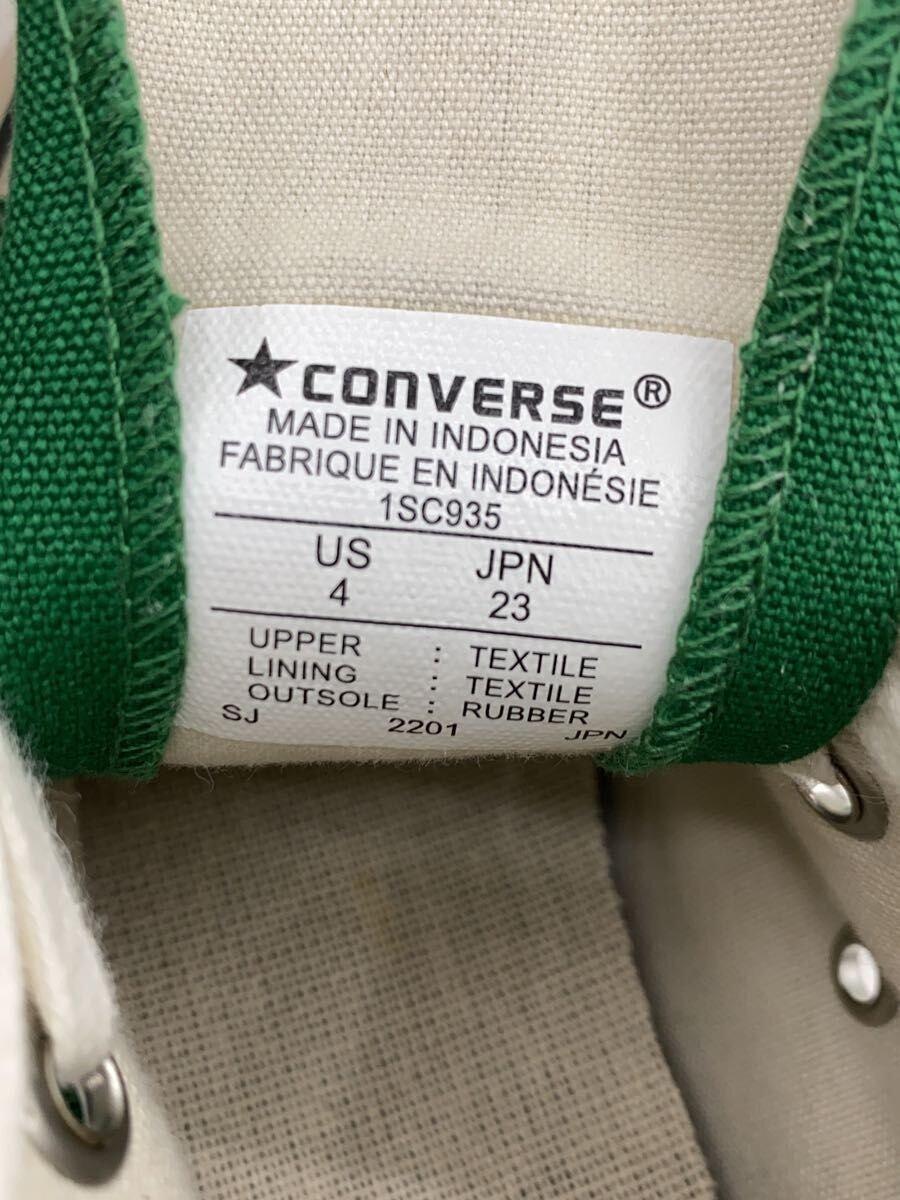 ★CONVERSE®
MADE IN INDONESIA
FABRIQUE EN INDONÉSIE
1SC935
US JPN
4 23
UPPER : TEXTILE
LINING : TEXTILE
OUTSOLE : RUBBER
SJ 2201 JPN